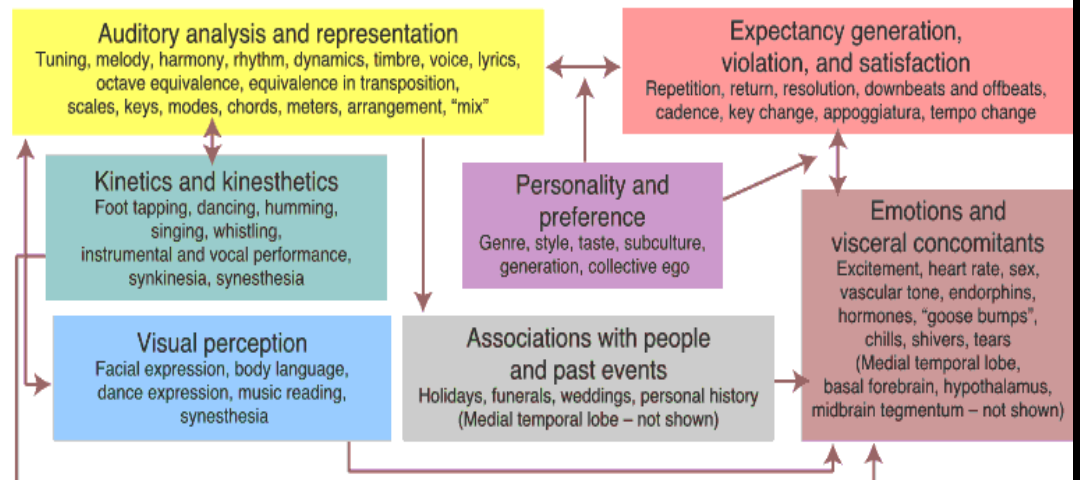 Auditory analysis and representation
Tuning, melody, harmony, rhythm, dynamics, timbre, voice, lyrics,
octave equivalence, equivalence in transposition,
scales, keys, modes, chords, meters, arrangement, “mix”
Expectancy generation,
violation, and satisfaction
Repetition, return, resolution, downbeats and offbeats,
cadence, key change, appoggiatura, tempo change
Kinetics and kinesthetics
Foot tapping, dancing, humming,
singing, whistling,
instrumental and vocal performance,
synkinesia, synesthesia
Personality and
preference
Genre, style, taste, subculture,
generation, collective ego
Emotions and
visceral concomitants
Excitement, heart rate, sex,
vascular tone, endorphins,
hormones, “goose bumps”,
chills, shivers, tears
(Medial temporal lobe,
basal forebrain, hypothalamus,
midbrain tegmentum – not shown)
Visual perception
Facial expression, body language,
dance expression, music reading,
synesthesia
Associations with people
and past events
Holidays, funerals, weddings, personal history
(Medial temporal lobe – not shown)